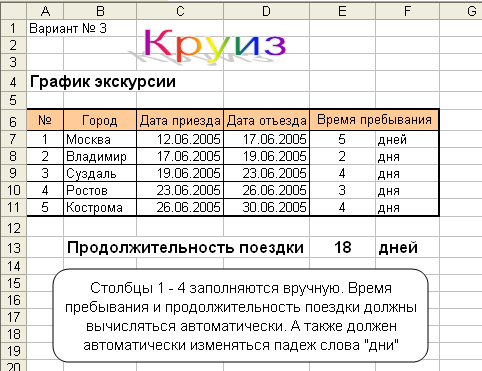 A B C D E F G
1 Вариант № 3
Круиз
2
3
4 График экскурсии
5
6 № Город Дата приезда Дата отъезда Время пребывания
7 1 Москва 12.06.2005 17.06.2005 5 дней
8 2 Владимир 17.06.2005 19.06.2005 2 дня
9 3 Суздаль 19.06.2005 23.06.2005 4 дня
10 4 Ростов 23.06.2005 26.06.2005 3 дня
11 5 Кострома 26.06.2005 30.06.2005 4 дня
12
13 Продолжительность поездки 18 дней
14
15 Столбцы 1 - 4 заполняются вручную. Время
16 пребывания и продолжительность поездки должны
17 вычисляться автоматически. А также должен
18 автоматически изменяться падеж слова "дни"
19
20